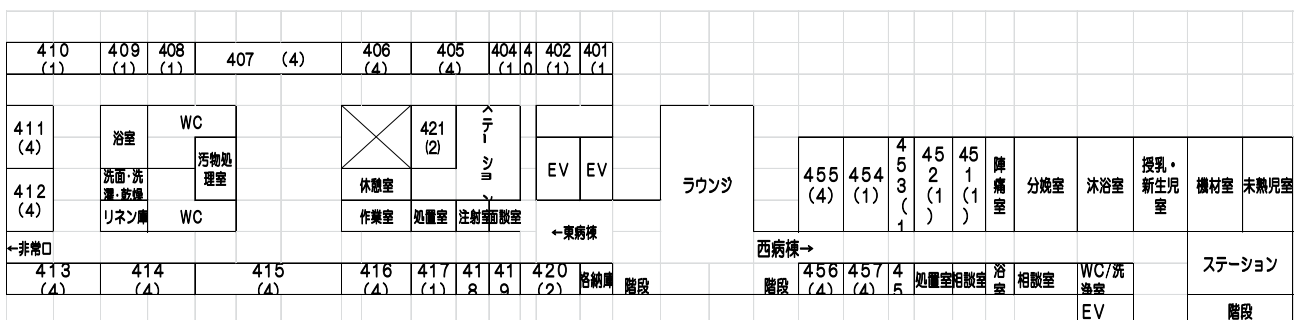 410 409 408 407 (4) 406 405 404 40 402 401
(1) (1) (1) (4) (4) (1 (1) (1
411
(4)
浴室
WC
421
(2)
ステーション
412
(4)
洗面・洗
濯・乾燥
汚物処
理室
休憩室
EV EV
リネン庫 WC 作業室 処置室 注射室 面談室
←東病棟
←非常口
413 414 415 416 417 418 419 420 格納庫 階段
(4) (4) (4) (4) (1) (2)
ラウンジ
西病棟→
455
(4)
454
(1)
453(1
452(1)
451(1)
陣痛室
分娩室
沐浴室
授乳・
新生児
室
機材室
未熟児室
ステーション
階段
456
(4)
457
(4)
45
処置室
相談室
浴室
相談室
WC/洗
濯室
EV
階段